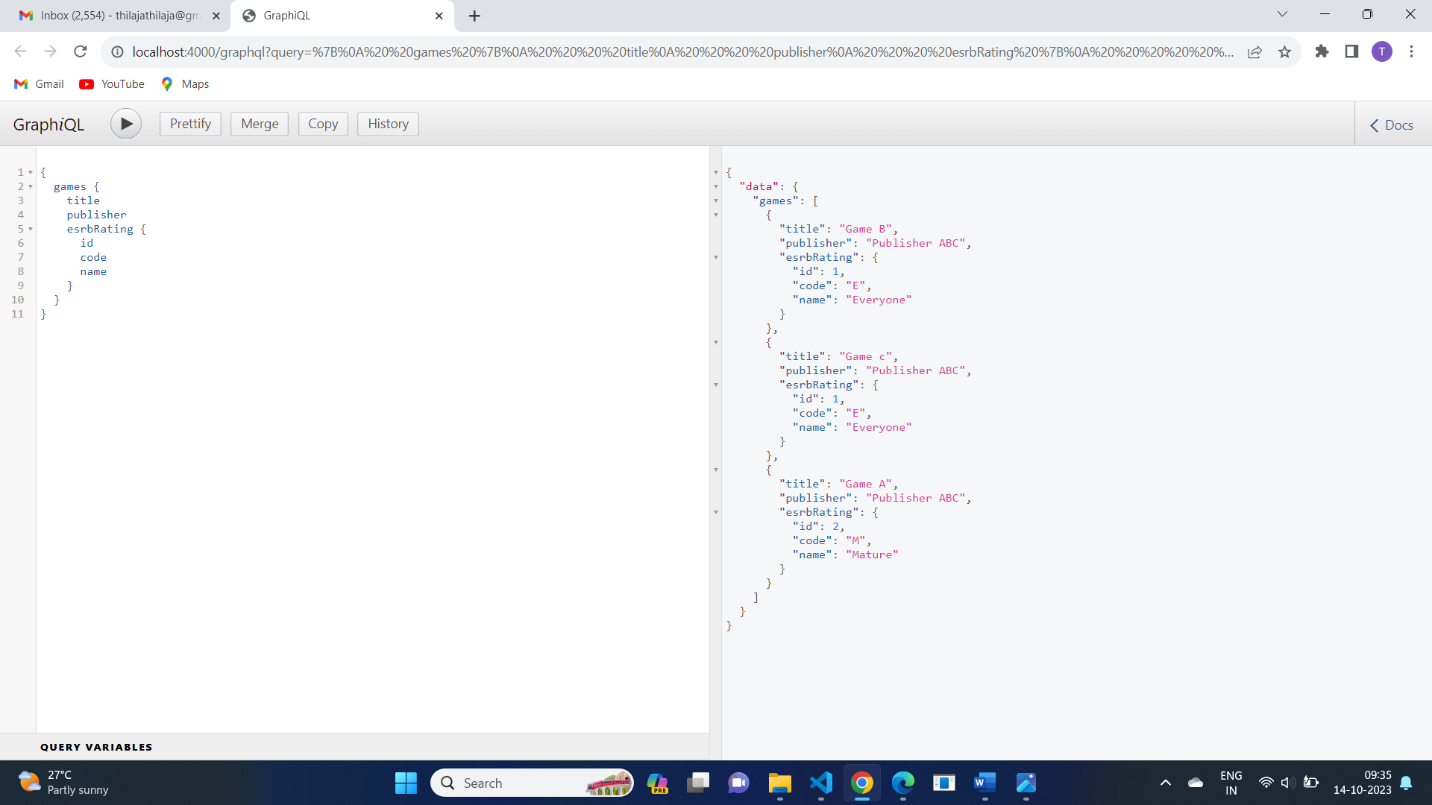 Inbox (2,554) - thilajathilaja@gm
GraphiQL
localhost:4000/graphql?query=%7B%0A%20%20games%20%7B%0A%20%20%20%20title%0A%20%20%20%20publisher%0A%20%20%20%20esrbRating%20%7B%0A%20%20%20%20%20%...
T
Gmail
YouTube
Maps
GraphiQL
Prettify
Merge
Copy
History
Docs
1 {
2 games {
3 title
4 publisher
5 esrbRating {
6 id
7 code
8 name
9 }
10 }
11 }
{
"data": {
"games": [
{
"title": "Game B",
"publisher": "Publisher ABC",
"esrbRating": {
"id": 1,
"code": "E",
"name": "Everyone"
}
},
{
"title": "Game c",
"publisher": "Publisher ABC",
"esrbRating": {
"id": 1,
"code": "E",
"name": "Everyone"
}
},
{
"title": "Game A",
"publisher": "Publisher ABC",
"esrbRating": {
"id": 2,
"code": "M",
"name": "Mature"
}
}
]
}
}
QUERY VARIABLES
27°C
Partly sunny
Search
PRE
ENG
IN
09:35
14-10-2023